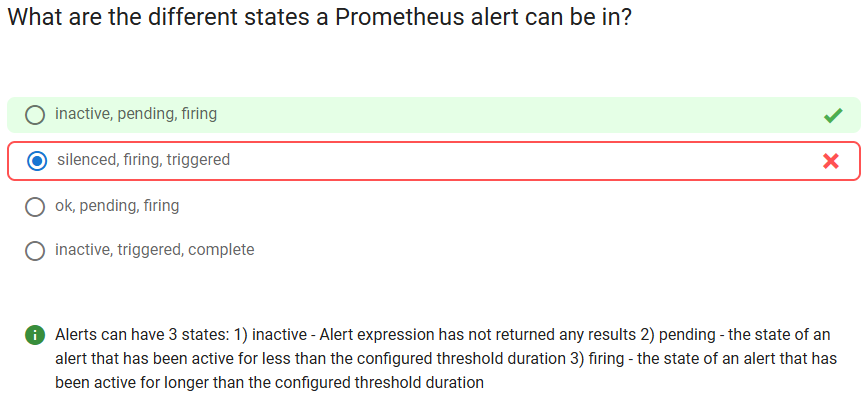 What are the different states a Prometheus alert can be in?
inactive, pending, firing
silenced, firing, triggered
ok, pending, firing
inactive, triggered, complete
Alerts can have 3 states: 1) inactive - Alert expression has not returned any results 2) pending - the state of an
alert that has been active for less than the configured threshold duration 3) firing - the state of an alert that has
been active for longer than the configured threshold duration